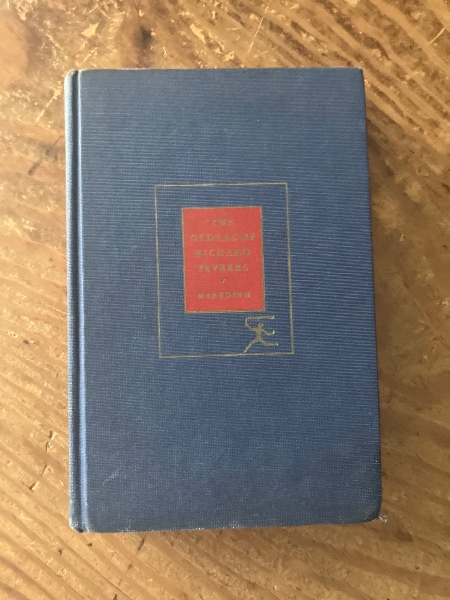 THE
ORDEAL OF
RICHARD
FEVEREL
MEREDITH